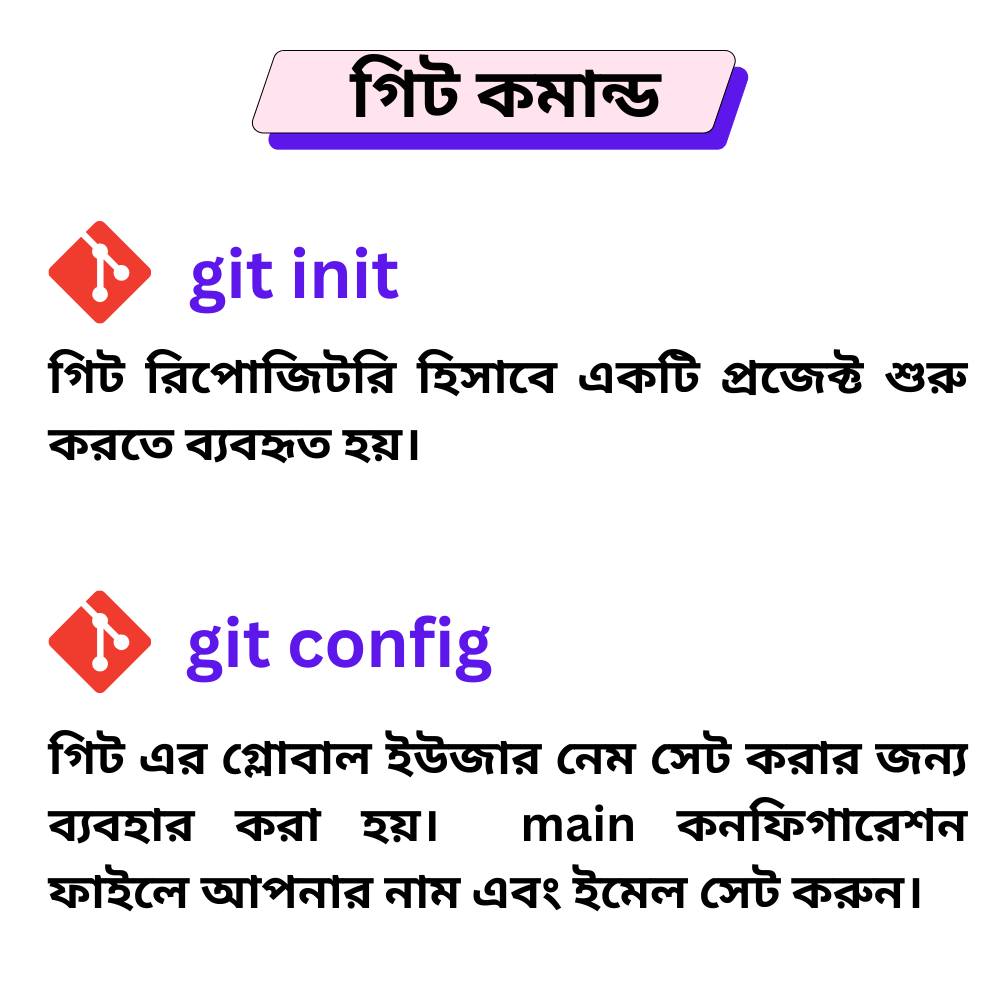 গিট কমান্ড
git init
গিট রিপোজিটরি হিসাবে একটি প্রজেক্ট শুরু
করতে ব্যবহৃত হয়।
git config
গিট এর গ্লোবাল ইউজার নেম সেট করার জন্য
ব্যবহার করা হয়। main কনফিগারেশন
ফাইলে আপনার নাম এবং ইমেল সেট করুন।